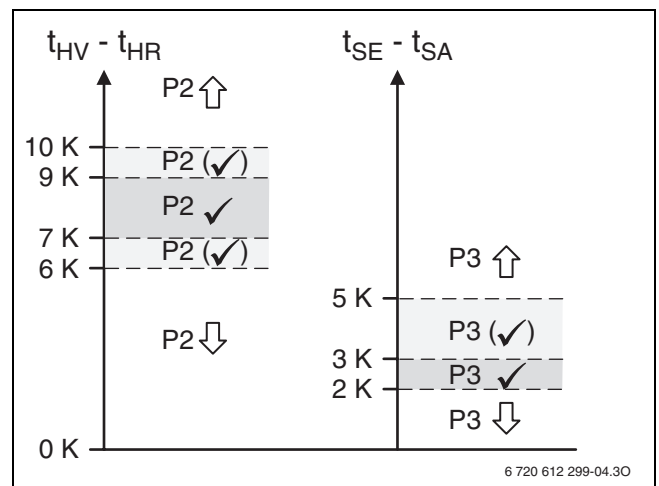 t_HV - t_HR
t_SE - t_SA
P2
10 K
P2 (✓)
9 K
P2 ✓
7 K
P2 (✓)
6 K
P3
5 K
P2
P3 (✓)
3 K
P3 ✓
2 K
P3
0 K
6 720 612 299-04.3O